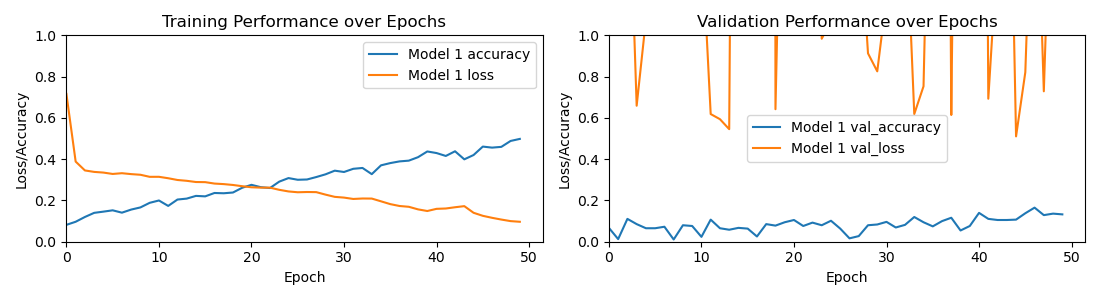 Training Performance over Epochs
1.0
0.8
0.6
0.4
0.2
0.0
Loss/Accuracy
Model 1 accuracy
Model 1 loss
0 10 20 30 40 50
Epoch
Validation Performance over Epochs
1.0
0.8
0.6
0.4
0.2
0.0
Loss/Accuracy
Model 1 val_accuracy
Model 1 val_loss
0 10 20 30 40 50
Epoch